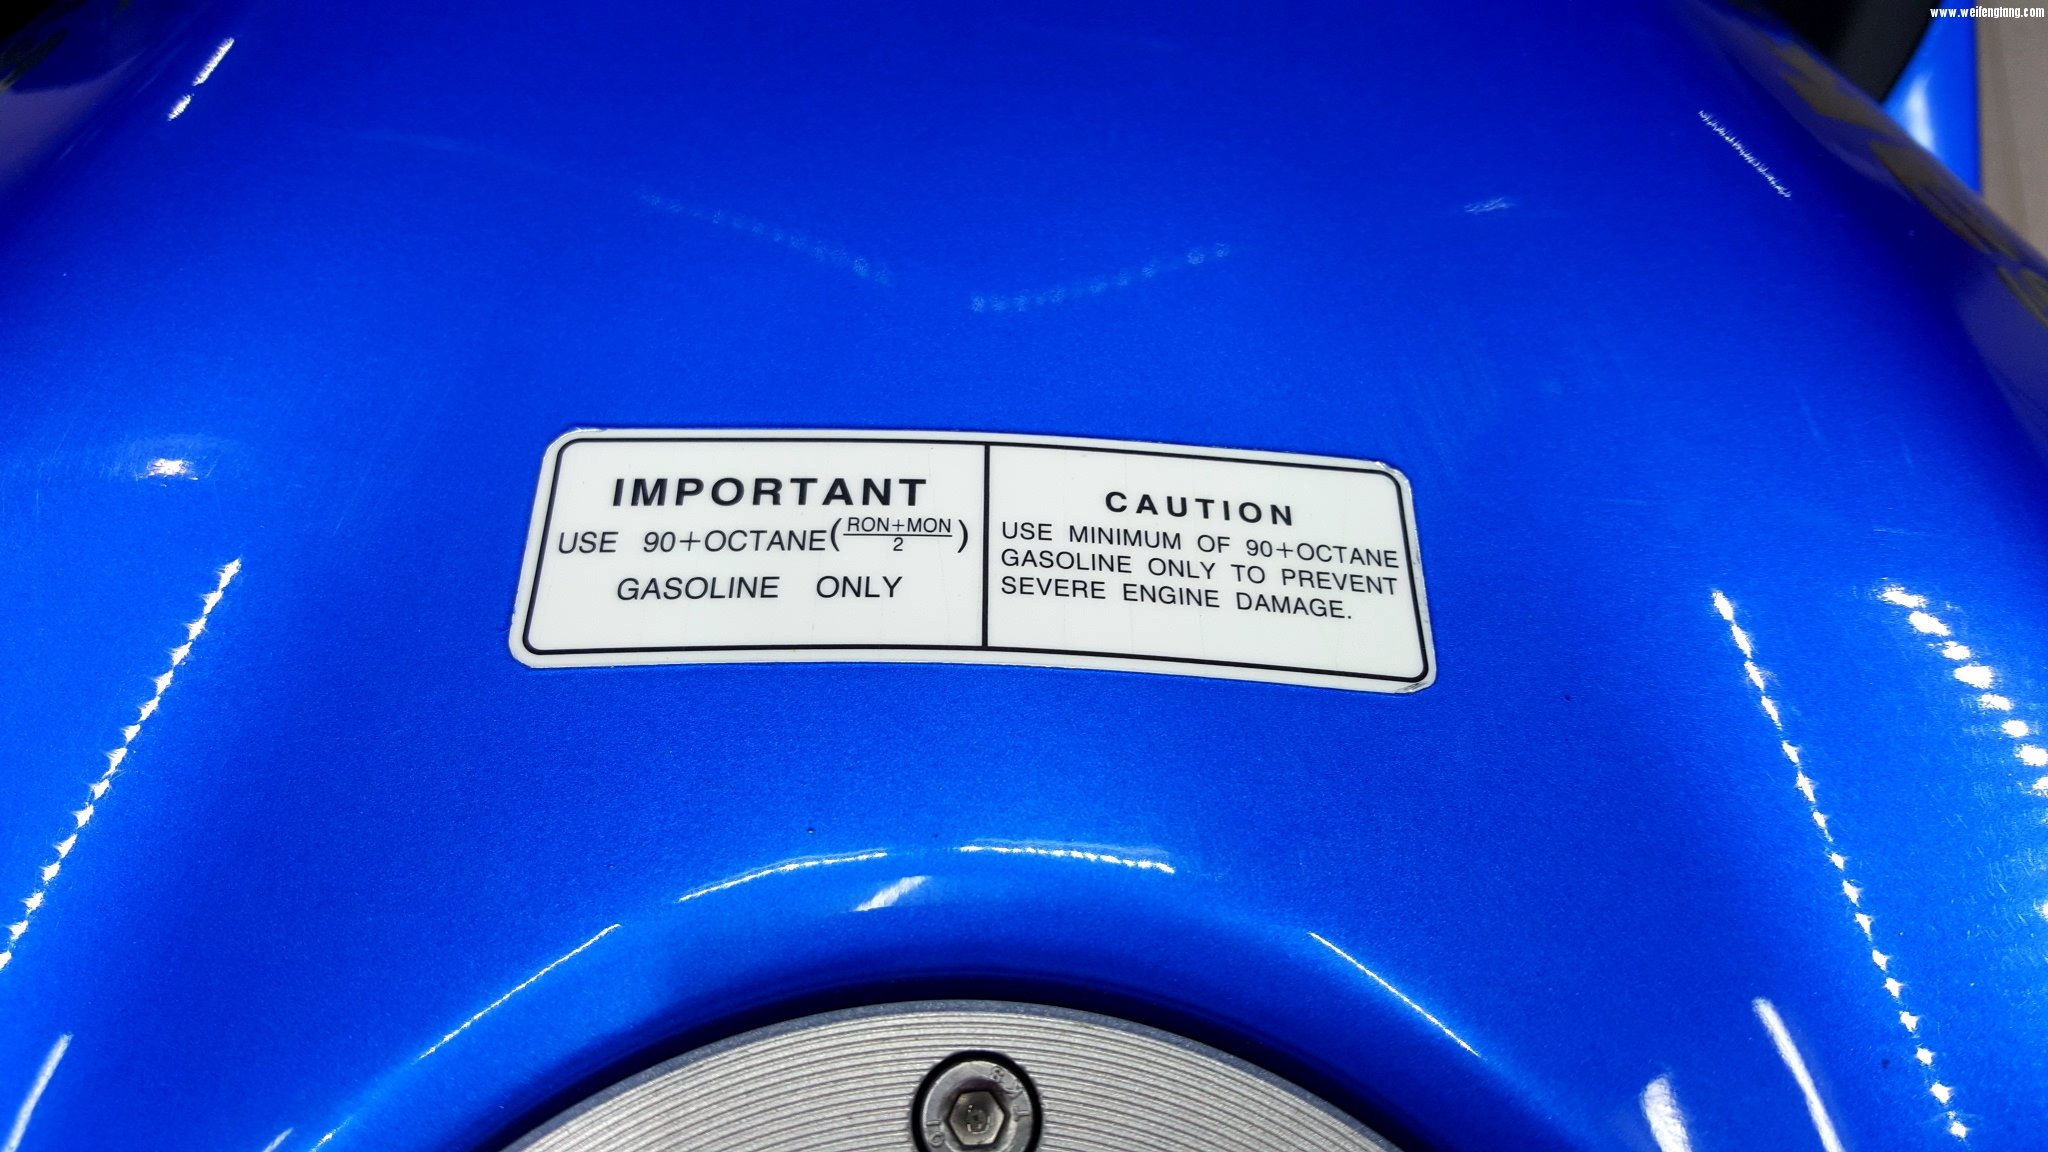 www.weifengtang.com
IMPORTANT
USE 90+OCTANE(RON+MON/2)
GASOLINE ONLY
CAUTION
USE MINIMUM OF 90+OCTANE
GASOLINE ONLY TO PREVENT
SEVERE ENGINE DAMAGE.